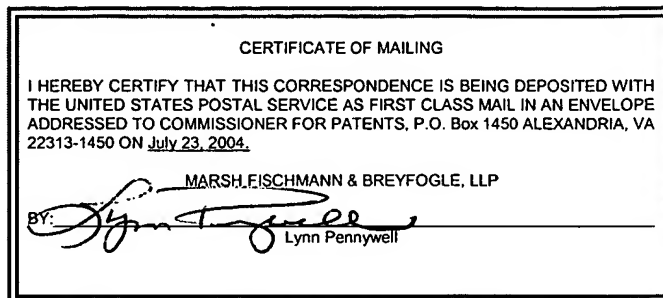 CERTIFICATE OF MAILING
I HEREBY CERTIFY THAT THIS CORRESPONDENCE IS BEING DEPOSITED WITH
THE UNITED STATES POSTAL SERVICE AS FIRST CLASS MAIL IN AN ENVELOPE
ADDRESSED TO COMMISSIONER FOR PATENTS, P.O. Box 1450 ALEXANDRIA, VA
22313-1450 ON July 23, 2004.
MARSH FISCHMANN & BREYFOGLE, LLP
BY: Lynn Pennywell
Lynn Pennywell